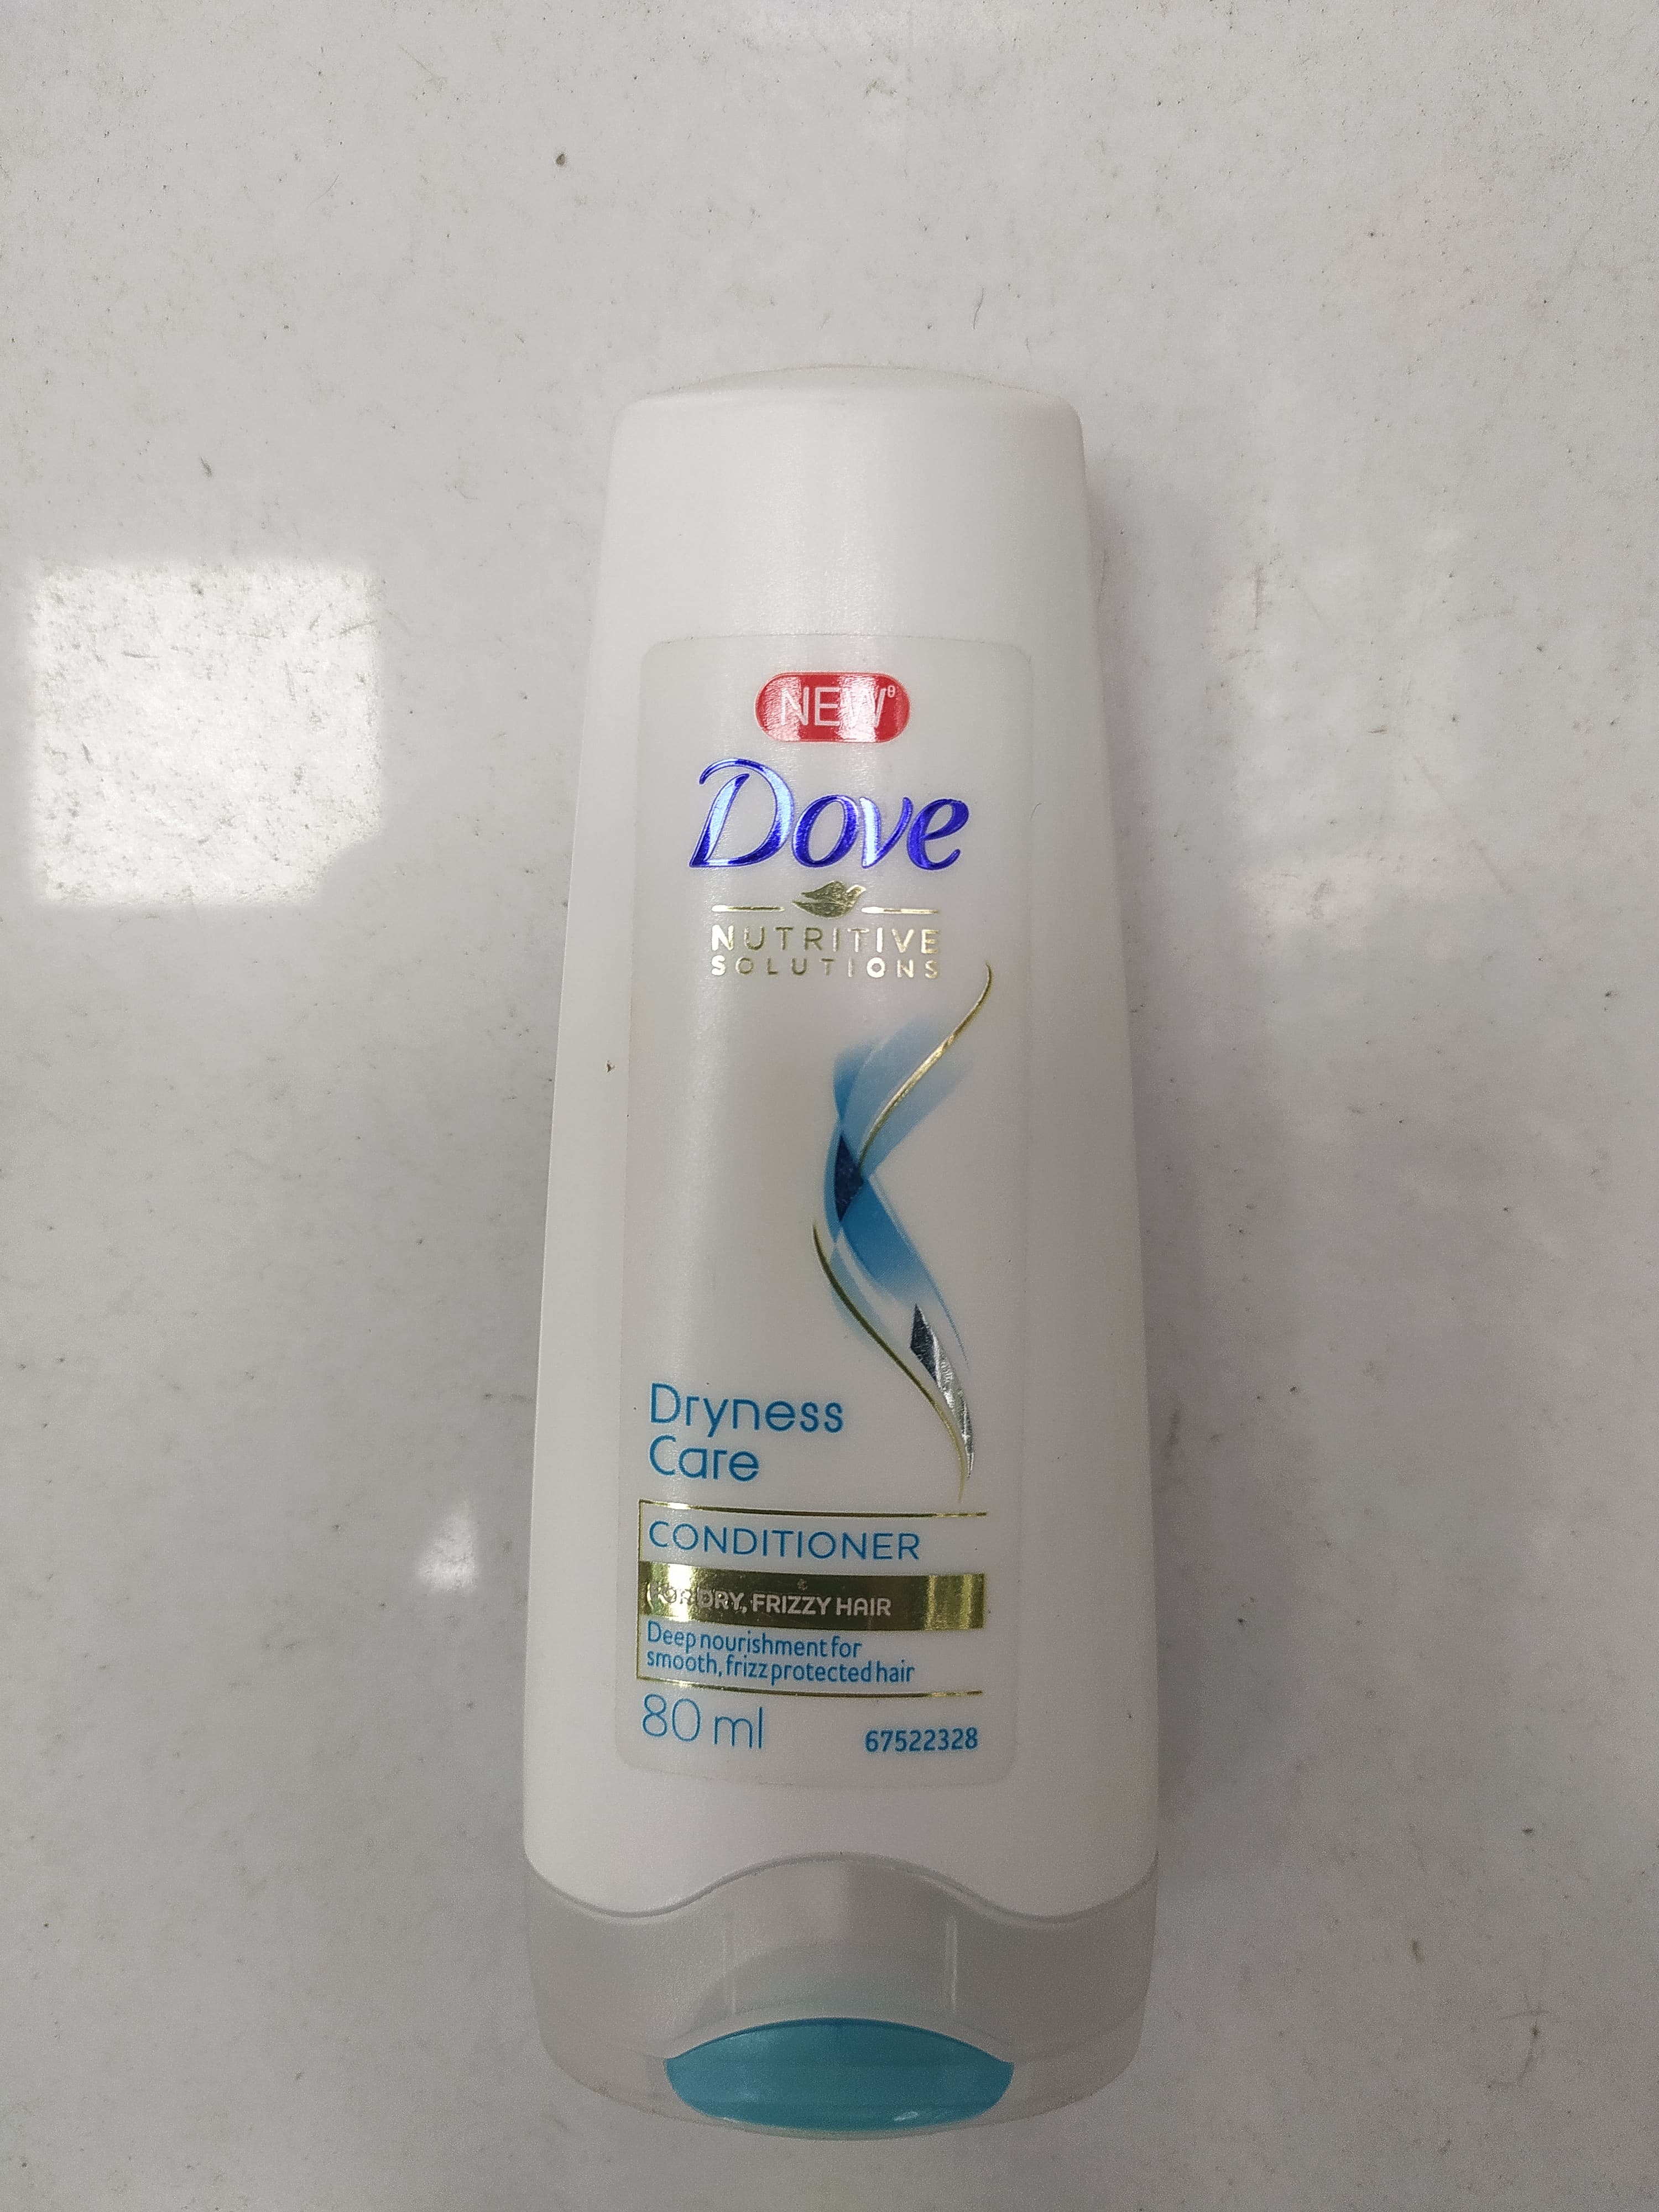 NEW
Dove
NUTRITIVE
SOLUTIONS
Dryness
Care
CONDITIONER
FOR DRY, FRIZZY HAIR
Deep nourishment for
smooth, frizz protected hair
80 ml 67522328